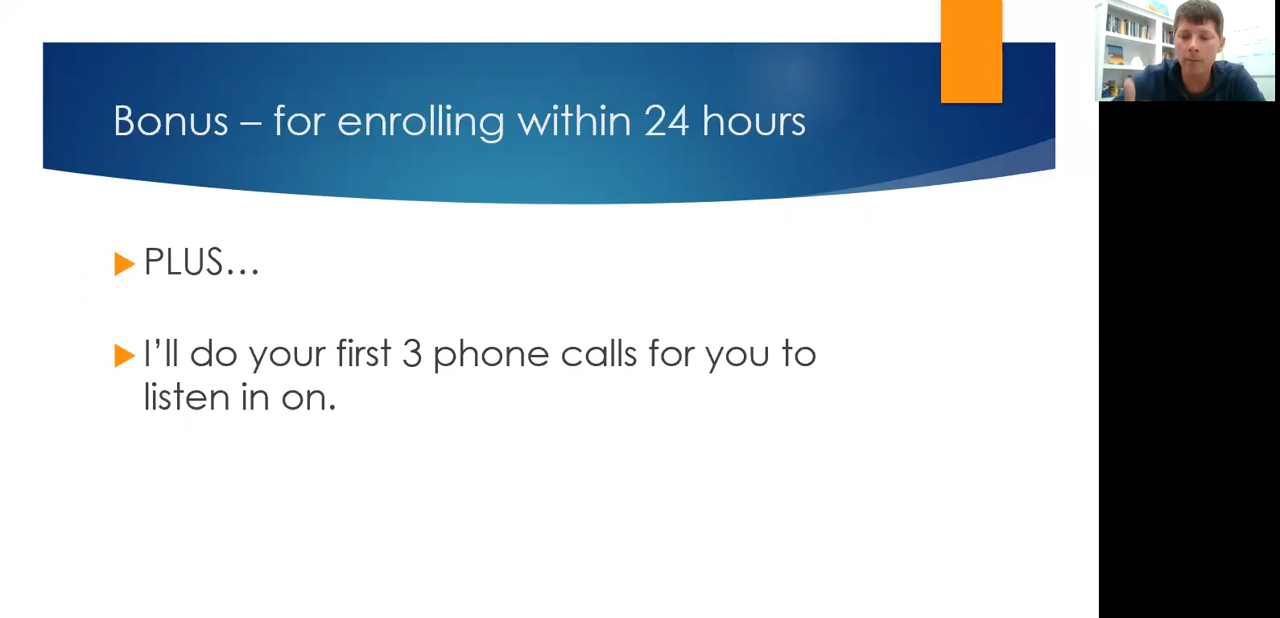 Bonus – for enrolling within 24 hours
PLUS…
I’ll do your first 3 phone calls for you to
listen in on.